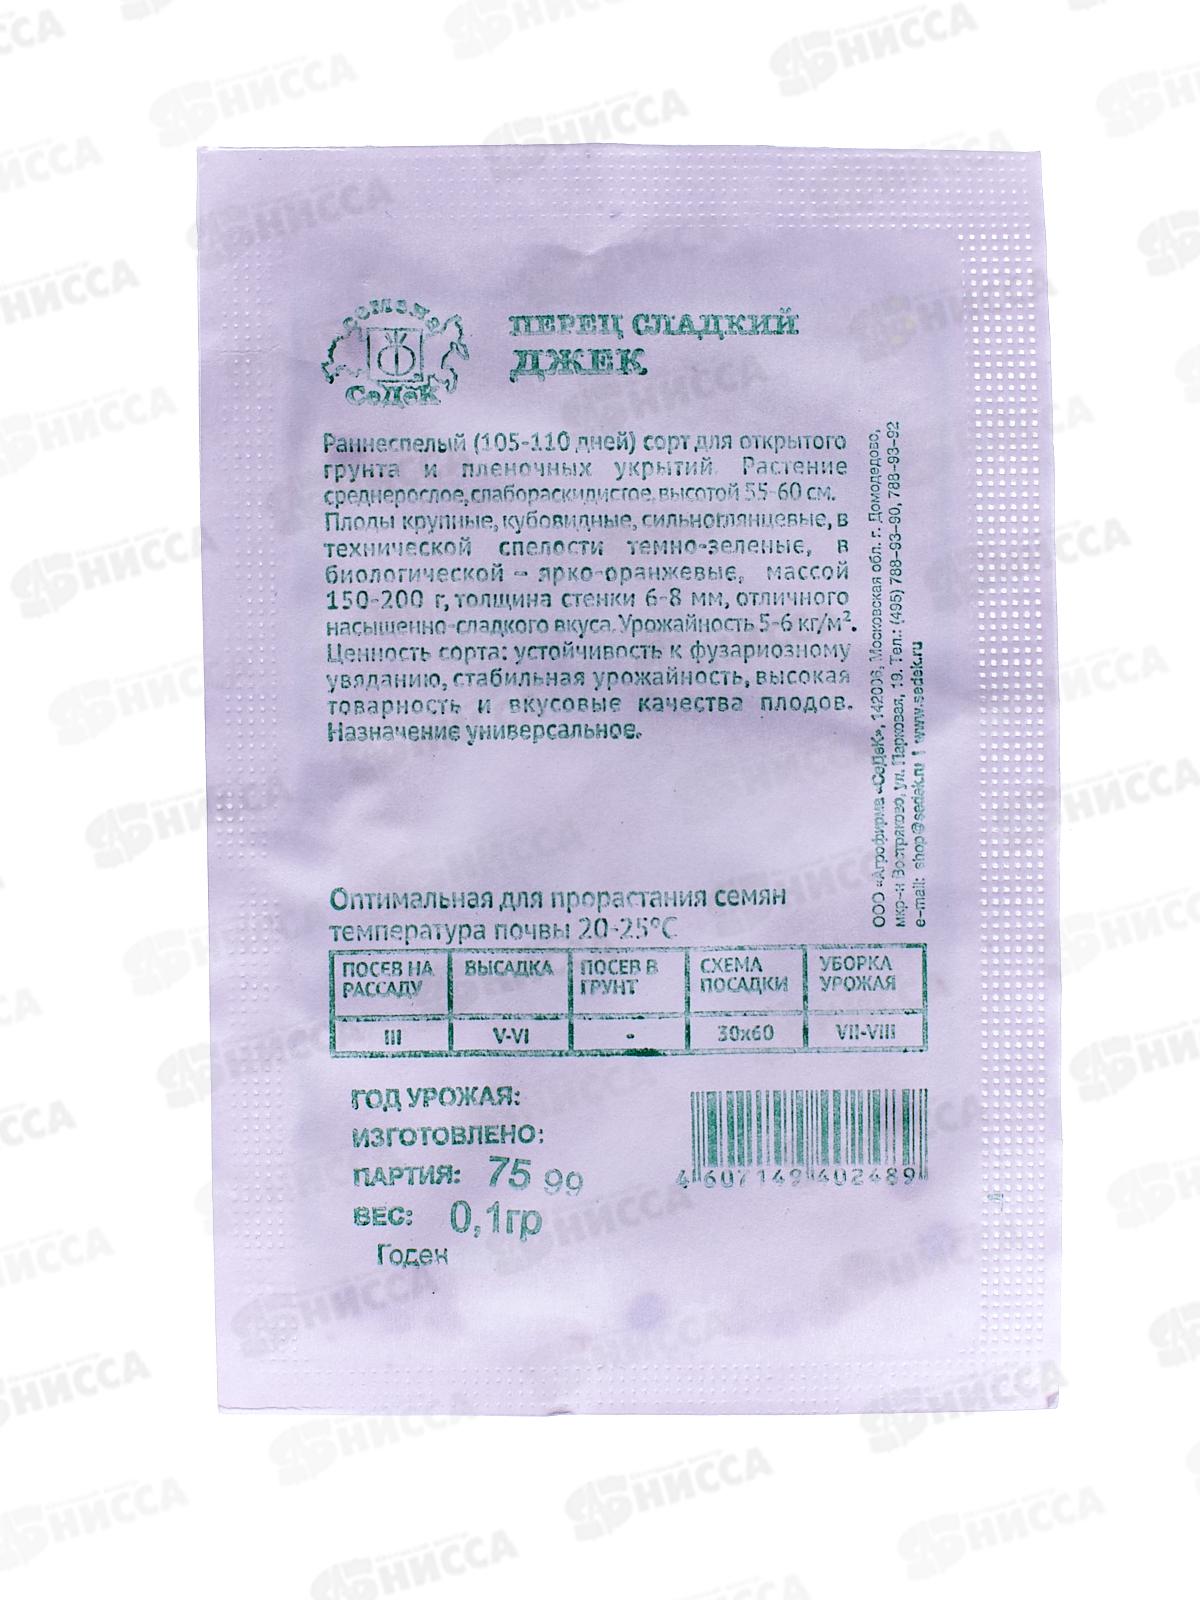 семена
СеДеК
ПЕРЕЦ СЛАДКИЙ
ДЖЕК
Раннеспелый (105-110 дней) сорт для открытого
грунта и пленочных укрытий. Растение
среднерослое, слабораскидистое, высотой 55-60 см.
Плоды крупные, кубовидные, сильноглянцевые, в
технической спелости темно-зеленые, в
биологической – ярко-оранжевые, массой
150-200 г, толщина стенки 6-8 мм, отличного
насыщенно-сладкого вкуса. Урожайность 5-6 кг/м².
Ценность сорта: устойчивость к фузариозному
увяданию, стабильная урожайность, высокая
товарность и вкусовые качества плодов.
Назначение универсальное.
ООО «Агрофирма «СеДеК», 142006, Московская обл. г. Домодедово,
мкр-н Востряково, ул. Парковая, 19. Тел.: (495) 788-93-90, 788-93-92
e-mail: shop@sedek.ru | www.sedek.ru
Оптимальная для прорастания семян
температура почвы 20-25°С
ПОСЕВ НА РАССАДУ ВЫСАДКА ПОСЕВ В ГРУНТ СХЕМА ПОСАДКИ УБОРКА УРОЖАЯ
III V-VI - 30x60 VII-VIII
ГОД УРОЖАЯ:
ИЗГОТОВЛЕНО:
ПАРТИЯ: 75 99
ВЕС: 0,1гр
Годен
4 607149 402489
НИССА